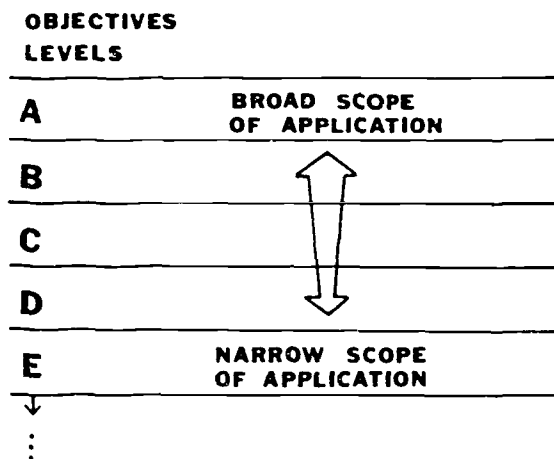 OBJECTIVES
LEVELS
A BROAD SCOPE
OF APPLICATION
B
C
D
E NARROW SCOPE
OF APPLICATION